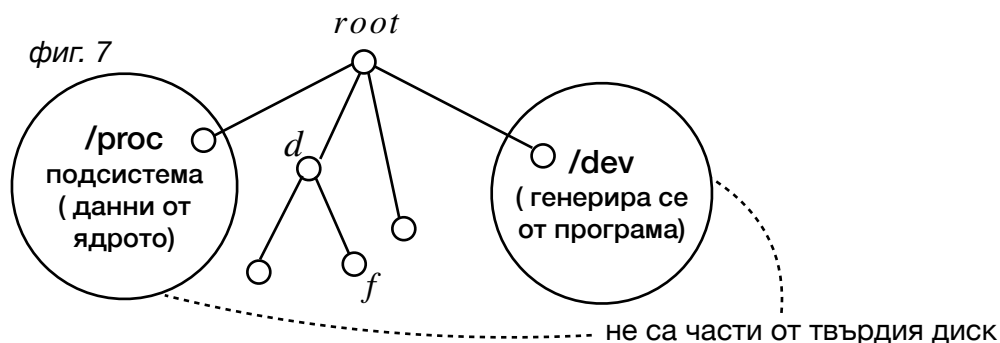 root
фиг. 7
/proc
подсистема
( данни от
ядрото)
d
f
/dev
( генерира се
от програма)
не са части от твърдия диск